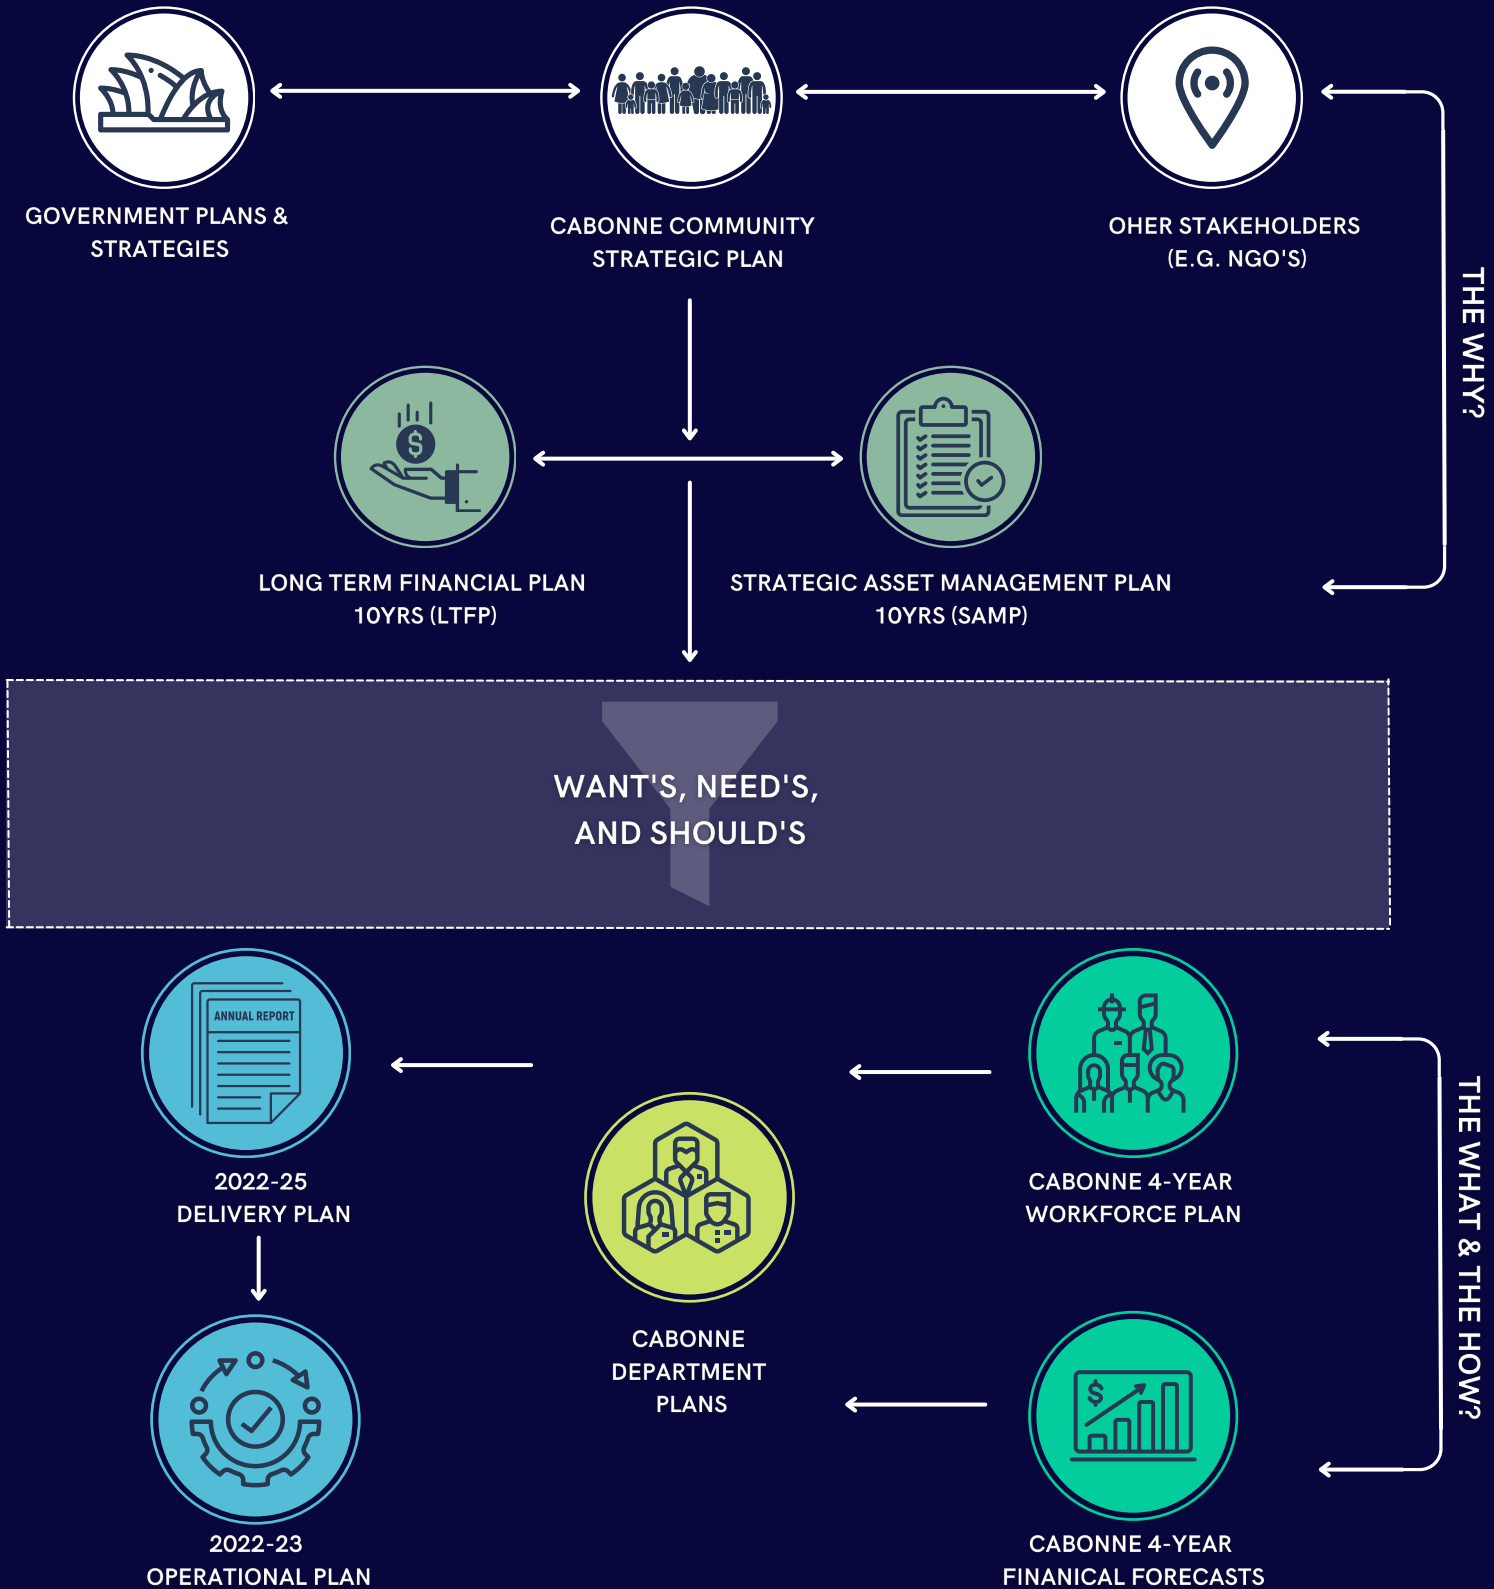 GOVERNMENT PLANS &
STRATEGIES
CABONNE COMMUNITY
STRATEGIC PLAN
OHER STAKEHOLDERS
(E.G. NGO'S)
THE WHY?
$
LONG TERM FINANCIAL PLAN
10YRS (LTFP)
STRATEGIC ASSET MANAGEMENT PLAN
10YRS (SAMP)
WANT'S, NEED'S,
AND SHOULD'S
ANNUAL REPORT
2022-25
DELIVERY PLAN
CABONNE 4-YEAR
WORKFORCE PLAN
THE WHAT & THE HOW?
CABONNE
DEPARTMENT
PLANS
$
2022-23
OPERATIONAL PLAN
CABONNE 4-YEAR
FINANICAL FORECASTS